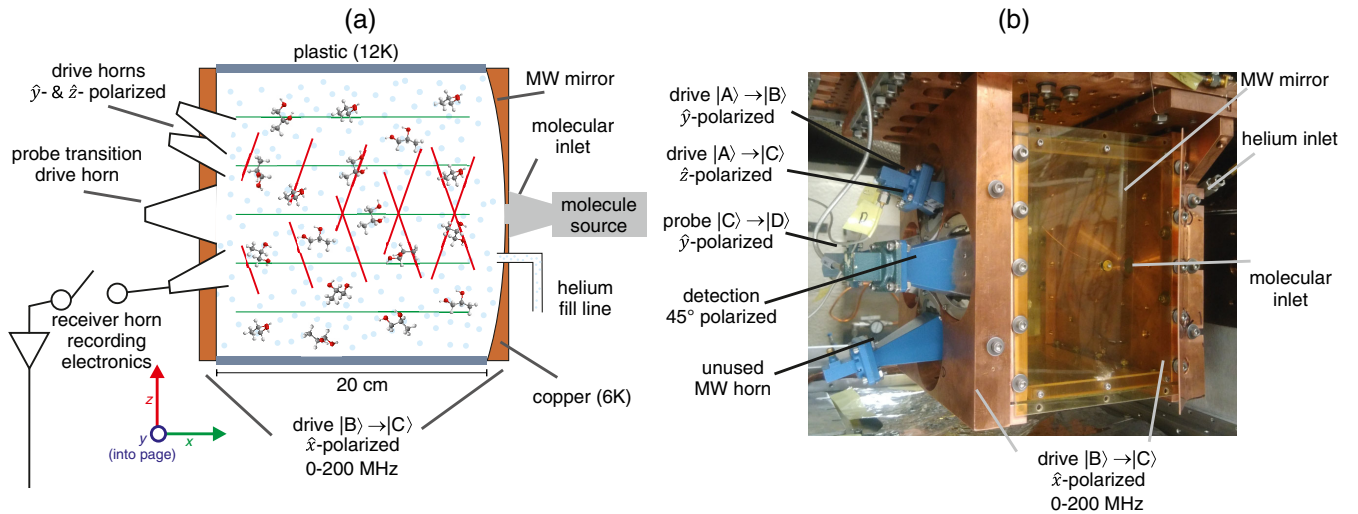 (a)
plastic (12K)
drive horns
ŷ- & ẑ- polarized
probe transition
drive horn
MW mirror
molecular
inlet
molecule
source
helium
fill line
receiver horn
recording
electronics
20 cm
copper (6K)
z
x
y
(into page)
drive |B⟩ →|C⟩
x̂-polarized
0-200 MHz
(b)
drive |A⟩→|B⟩
ŷ-polarized
drive |A⟩→|C⟩
ẑ-polarized
probe |C⟩→|D⟩
ŷ-polarized
detection
45° polarized
unused
MW horn
MW mirror
helium inlet
molecular
inlet
drive |B⟩ →|C⟩
x̂-polarized
0-200 MHz